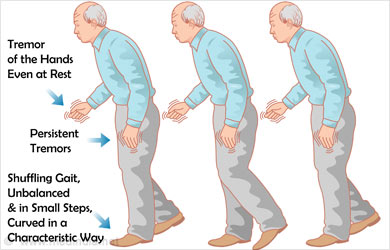 Tremor
of the Hands
Even at Rest
Persistent
Tremors
Shuffling Gait,
Unbalanced
& in Small Steps,
Curved in a
Characteristic Way